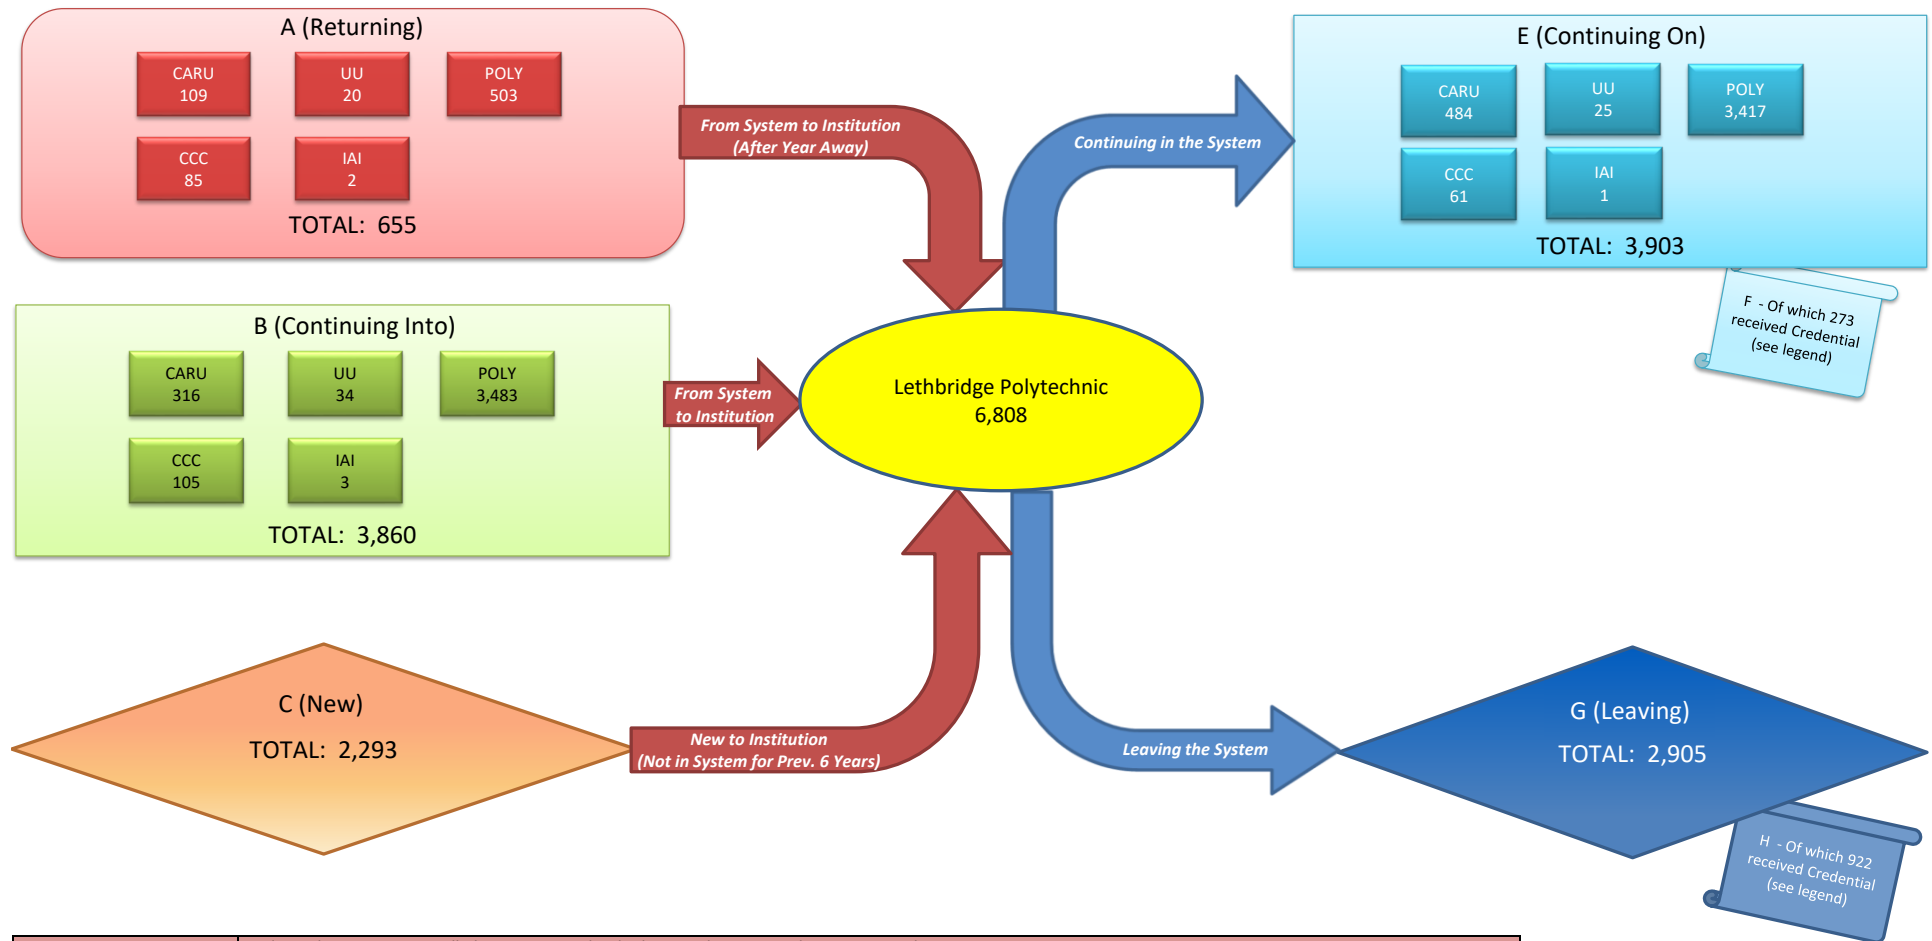 A (Returning)
CARU
109
UU
20
POLY
503
CCC
85
IAI
2
TOTAL: 655
From System to Institution
(After Year Away)
Continuing in the System
E (Continuing On)
CARU
484
UU
25
POLY
3,417
CCC
61
IAI
1
TOTAL: 3,903
F - Of which 273
received Credential
(see legend)
B (Continuing Into)
CARU
316
UU
34
POLY
3,483
CCC
105
IAI
3
TOTAL: 3,860
From System
to Institution
Lethbridge Polytechnic
6,808
C (New)
TOTAL: 2,293
New to Institution
(Not in System for Prev. 6 Years)
Leaving the System
G (Leaving)
TOTAL: 2,905
H - Of which 922
received Credential
(see legend)